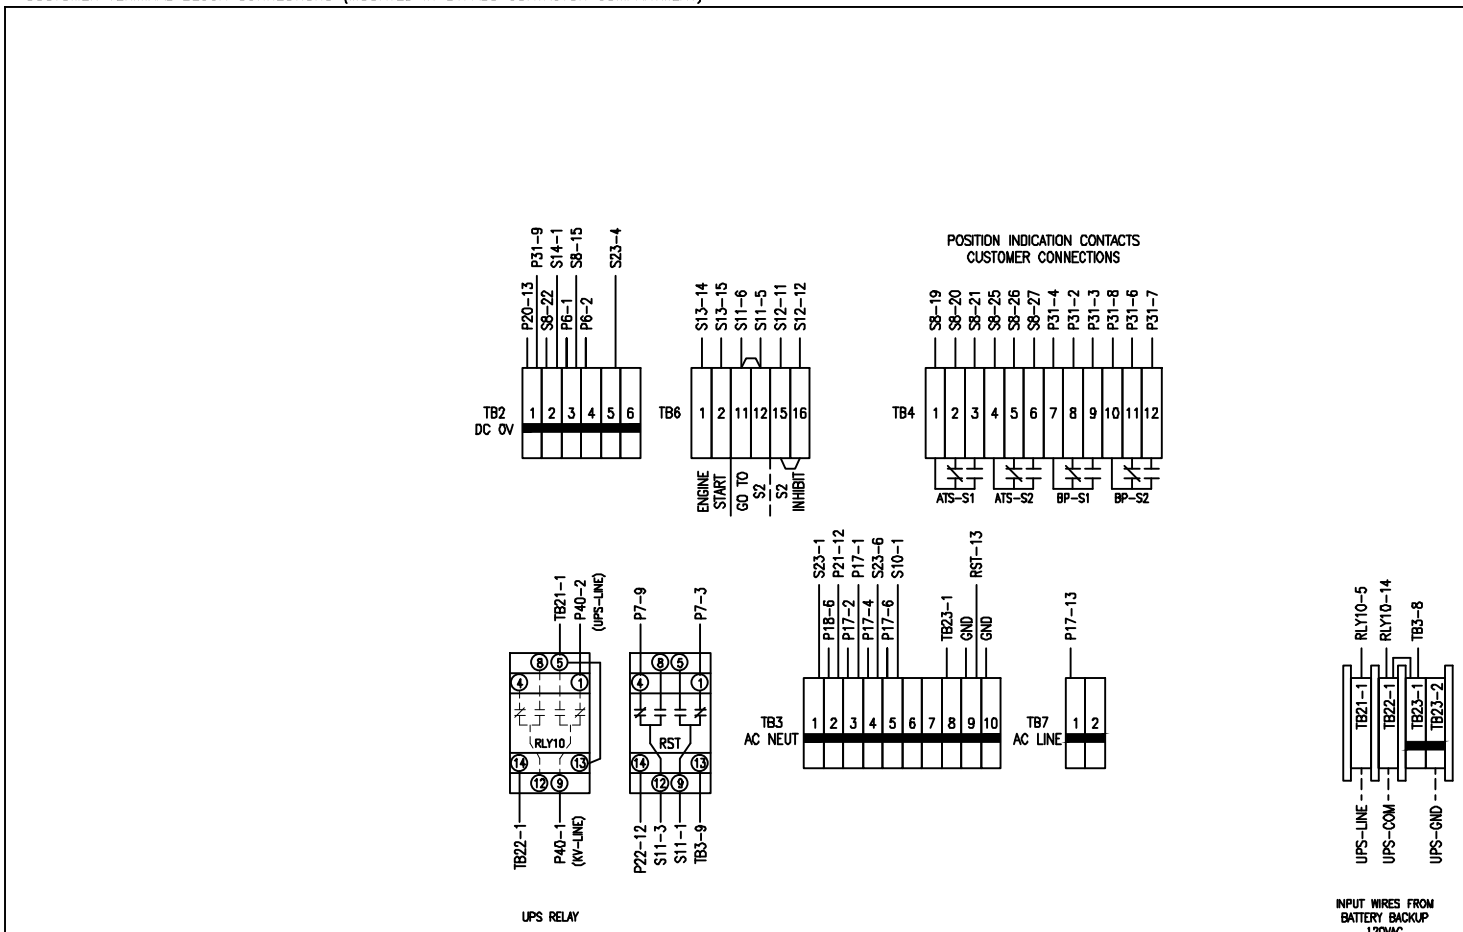 POSITION INDICATION CONTACTS
CUSTOMER CONNECTIONS
P20-13
P31-9
S8-22
S14-1
P6-1
S8-15
P6-2
S23-4
TB2
DC 0V
1 2 3 4 5 6
S13-14
S13-15
S11-6
S11-5
S12-11
S12-12
TB6
1 2 11 12 15 16
ENGINE
START
GO TO
S2
S2
INHIBIT
S8-19
S8-20
S8-21
S8-25
S8-26
S8-27
P31-4
P31-2
P31-3
P31-8
P31-6
P31-7
TB4
1 2 3 4 5 6 7 8 9 10 11 12
ATS-S1
ATS-S2
BP-S1
BP-S2
TB21-1
P40-2
(UPS-LINE)
8 5
4 1
RLY10
14 13
12 9
TB22-1
P40-1
(KV-LINE)
UPS RELAY
P7-9
P7-3
8 5
4 1
RST
14 13
12 9
P22-12
S11-3
S11-1
TB3-9
S23-1
P18-6
P21-12
P17-2
P17-1
P17-4
S23-6
P17-6
S10-1
TB23-1
GND
RST-13
GND
TB3
AC NEUT
1 2 3 4 5 6 7 8 9 10
P17-13
TB7
AC LINE
1 2
RLY10-5
RLY10-14
TB3-8
TB21-1
TB22-1
TB23-1
TB23-2
UPS-LINE
UPS-COM
UPS-GND
INPUT WIRES FROM
BATTERY BACKUP
120VAC